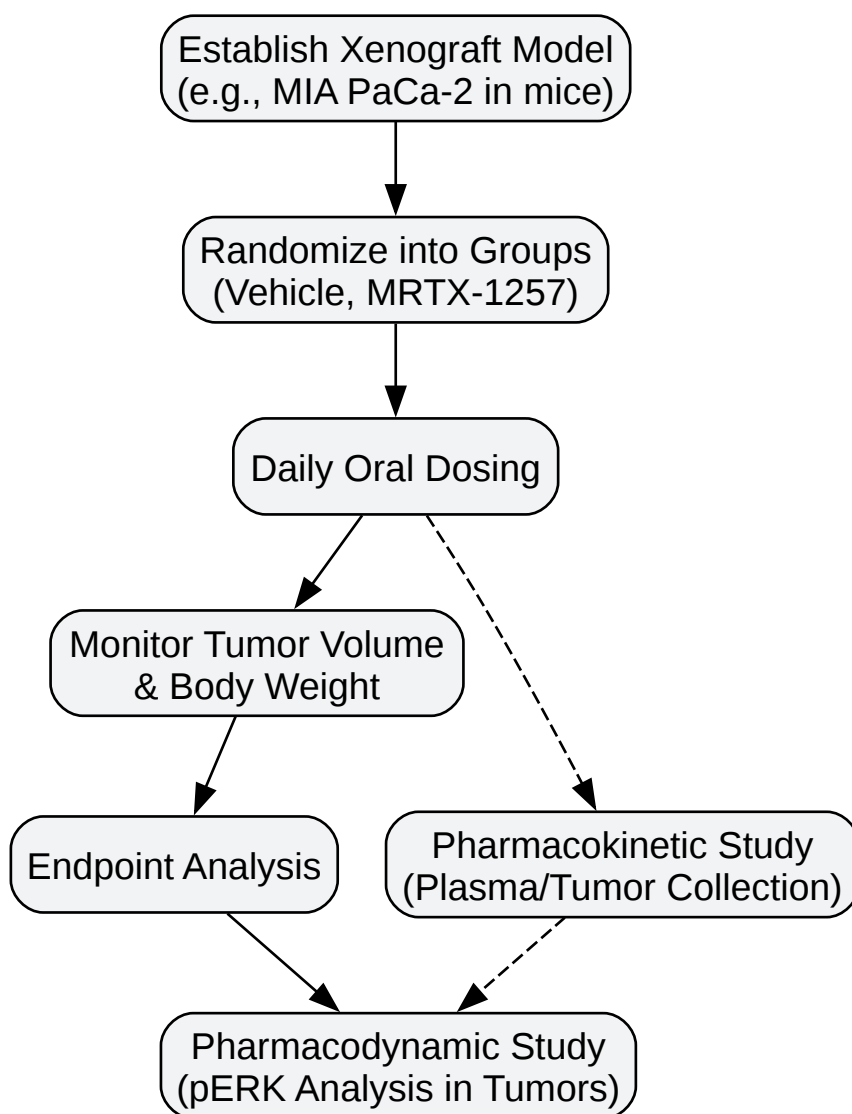 Establish Xenograft Model
(e.g., MIA PaCa-2 in mice)
Randomize into Groups
(Vehicle, MRTX-1257)
Daily Oral Dosing
Monitor Tumor Volume
& Body Weight
Endpoint Analysis
Pharmacokinetic Study
(Plasma/Tumor Collection)
Pharmacodynamic Study
(pERK Analysis in Tumors)